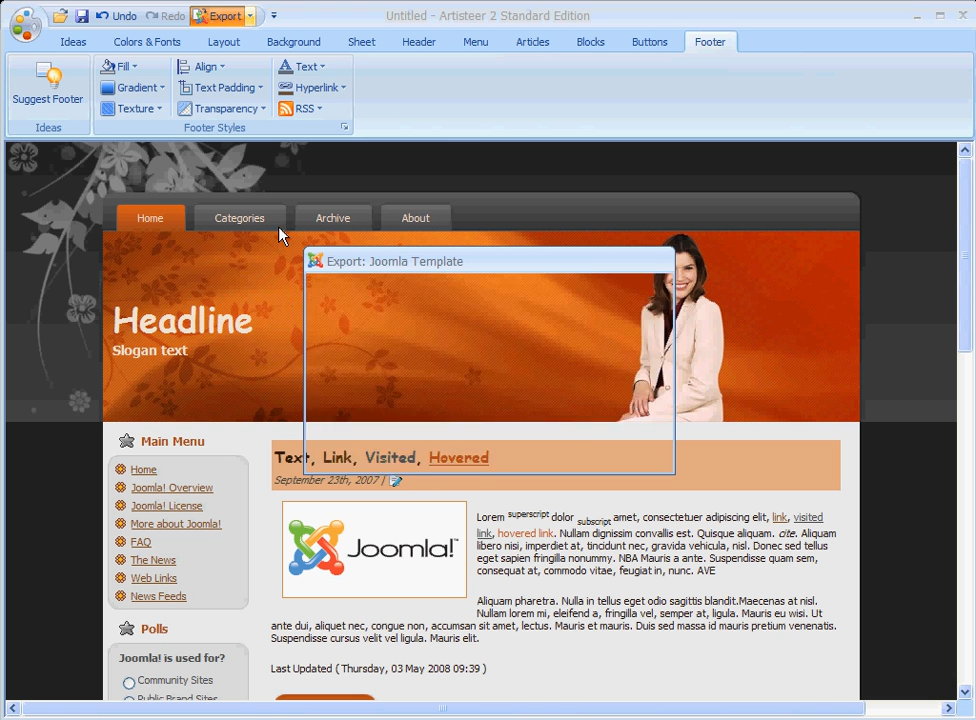 Undo Redo Export Untitled - Artisteer 2 Standard Edition
Ideas Colors & Fonts Layout Background Sheet Header Menu Articles Blocks Buttons Footer
Suggest Footer
Ideas
Fill Align Text
Gradient Text Padding Hyperlink
Texture Transparency RSS
Footer Styles
Home Categories Archive About
Export: Joomla Template
Headline
Slogan text
Main Menu
Home
Joomla! Overview
Joomla! License
More about Joomla!
FAQ
The News
Web Links
News Feeds
Polls
Joomla! is used for?
Community Sites
Public Brand Sites
Text, Link, Visited, Hovered
September 23th, 2007 |
Joomla!™
Lorem superscript dolor subscript amet, consectetuer adipiscing elit, link, visited
link, hovered link. Nullam dignissim convallis est. Quisque aliquam. cite. Aliquam
libero nisi, imperdiet at, tincidunt nec, gravida vehicula, nisl. Donec sed tellus
eget sapien fringilla nonummy. NBA Mauris a ante. Suspendisse quam sem,
consequat at, commodo vitae, feugiat in, nunc. AVE
Aliquam pharetra. Nulla in tellus eget odio sagittis blandit.Maecenas at nisl.
Nullam lorem mi, eleifend a, fringilla vel, semper at, ligula. Mauris eu wisi. Ut
ante dui, aliquet nec, congue non, accumsan sit amet, lectus. Mauris et mauris. Duis sed massa id mauris pretium venenatis.
Suspendisse cursus velit vel ligula. Mauris elit.
Last Updated ( Thursday, 03 May 2008 09:39 )